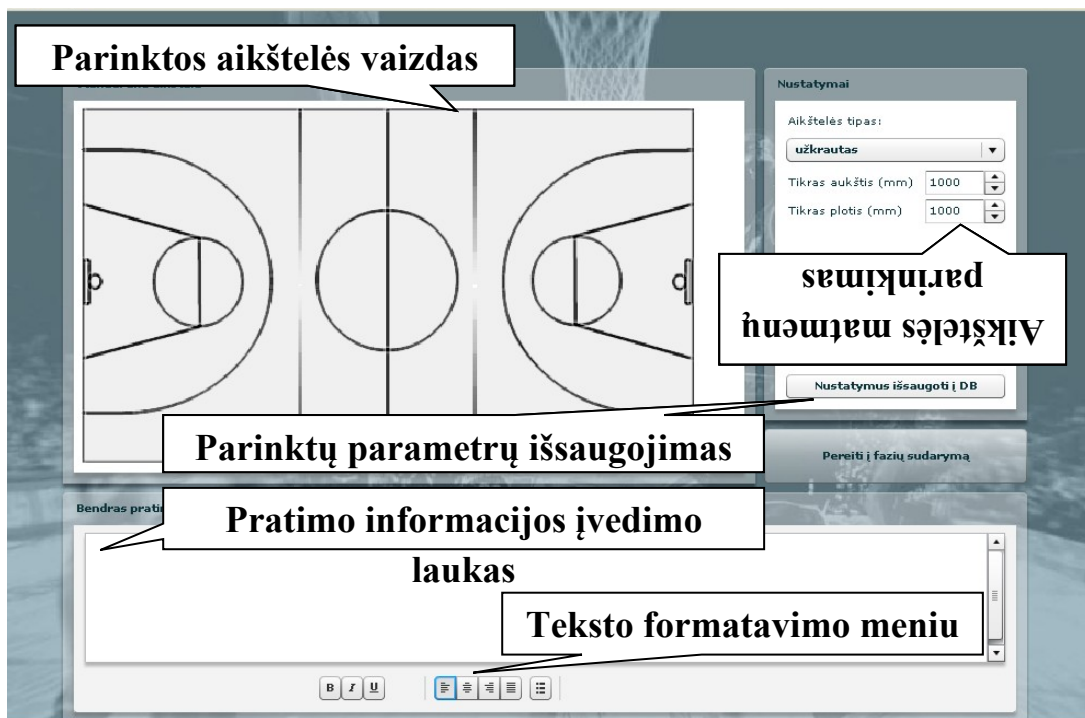 Parinktos aikštelės vaizdas
Nustatymai
Aikštelės tipas:
užkrautas
Tikras aukštis (mm) 1000
Tikras plotis (mm) 1000
Aikštelės matmenų
parinkimas
Nustatymus išsaugoti į DB
Parinktų parametrų išsaugojimas
Pereiti į fazių sudarymą
Bendras
Pratimo informacijos įvedimo
laukas
Teksto formatavimo meniu
B I U